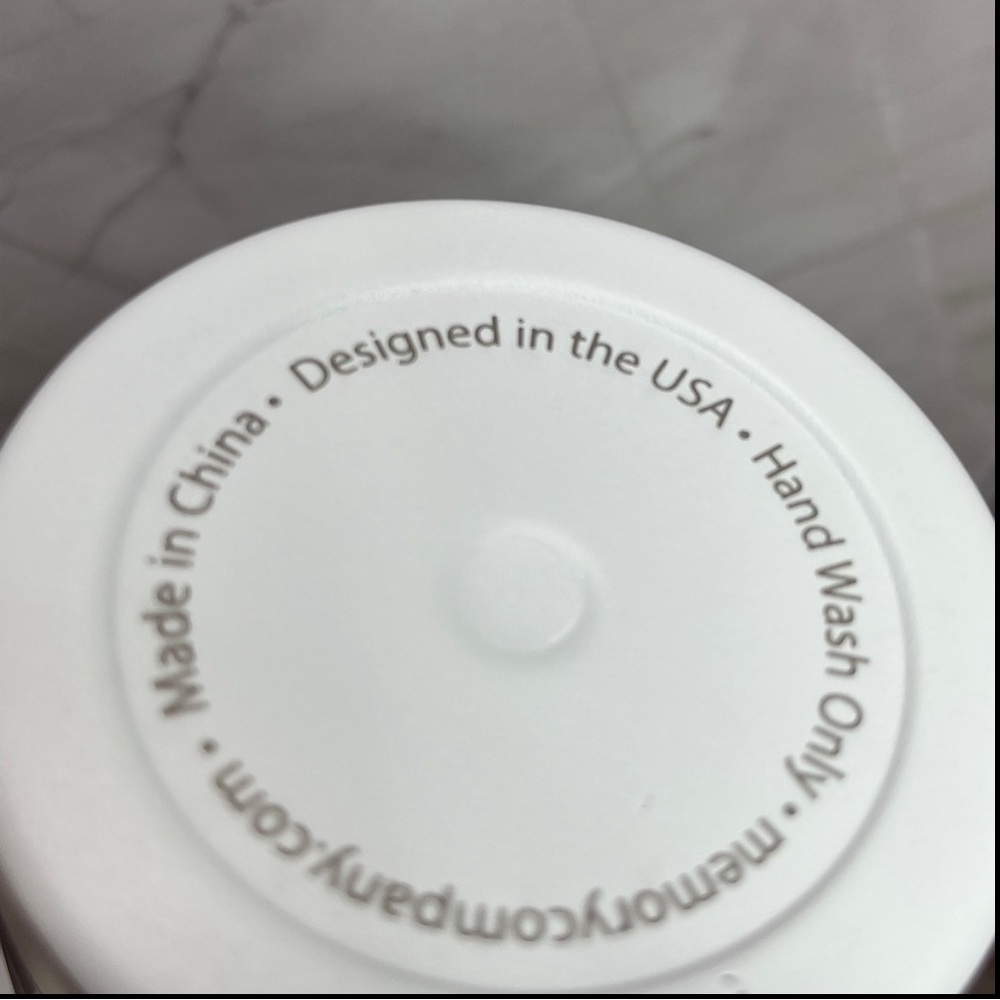 Made in China • Designed in the USA • Hand Wash Only • memorycompany.com •